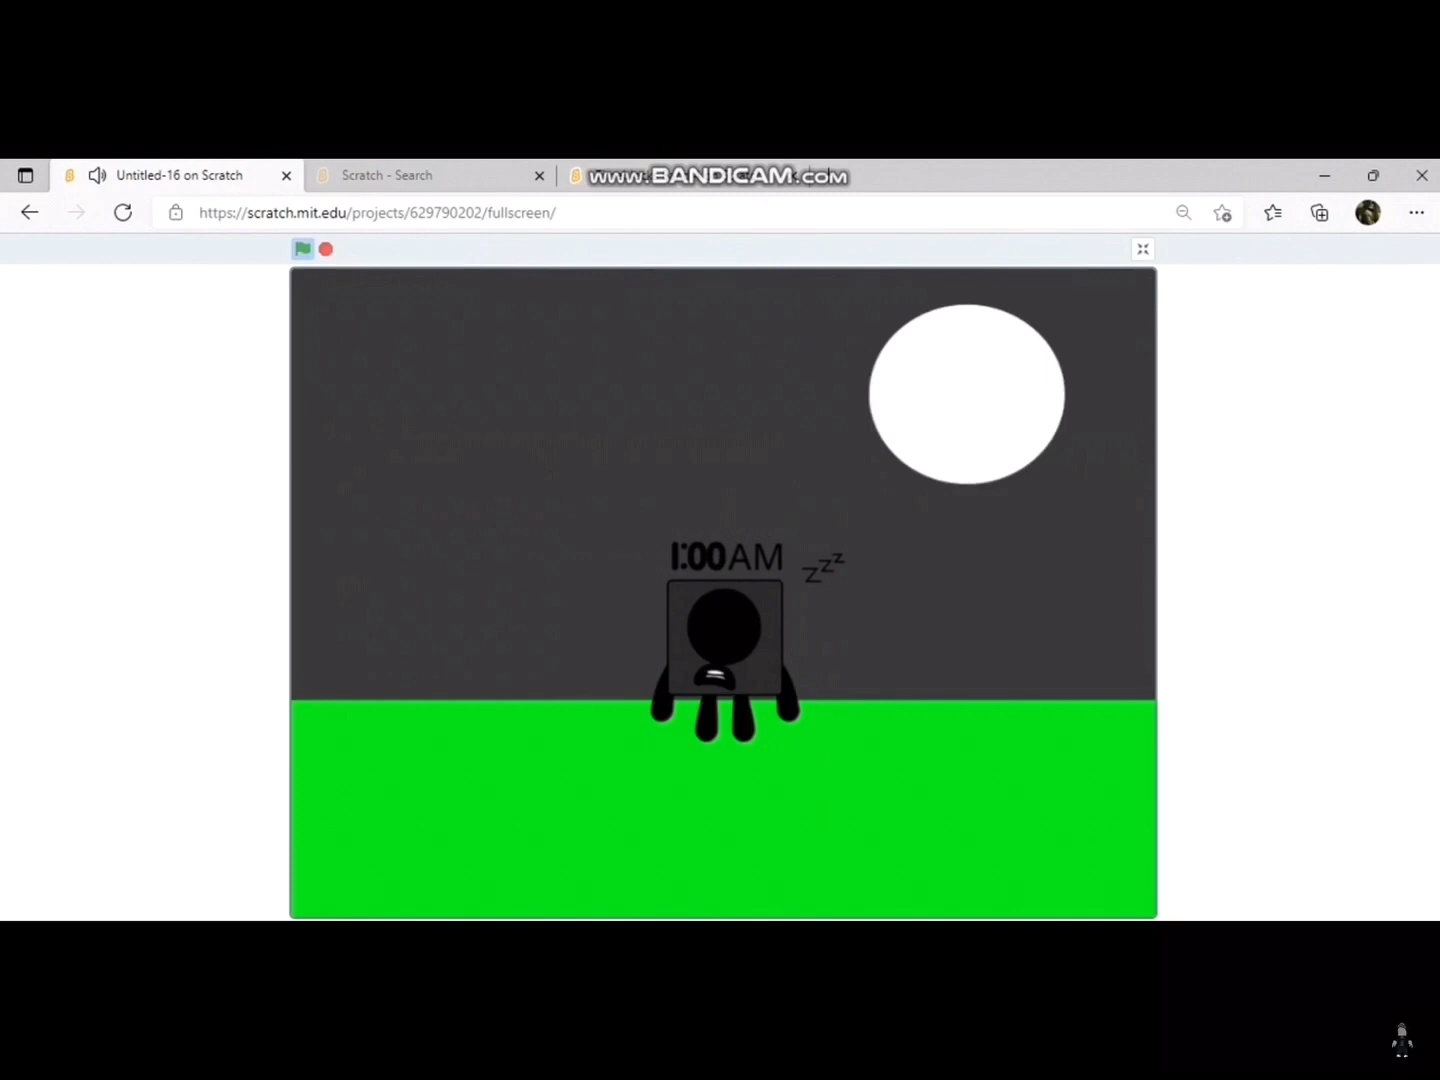 Untitled-16 on Scratch
Scratch - Search
www.BANDICAM.com
https://scratch.mit.edu/projects/629790202/fullscreen/
1:00AM
zzz